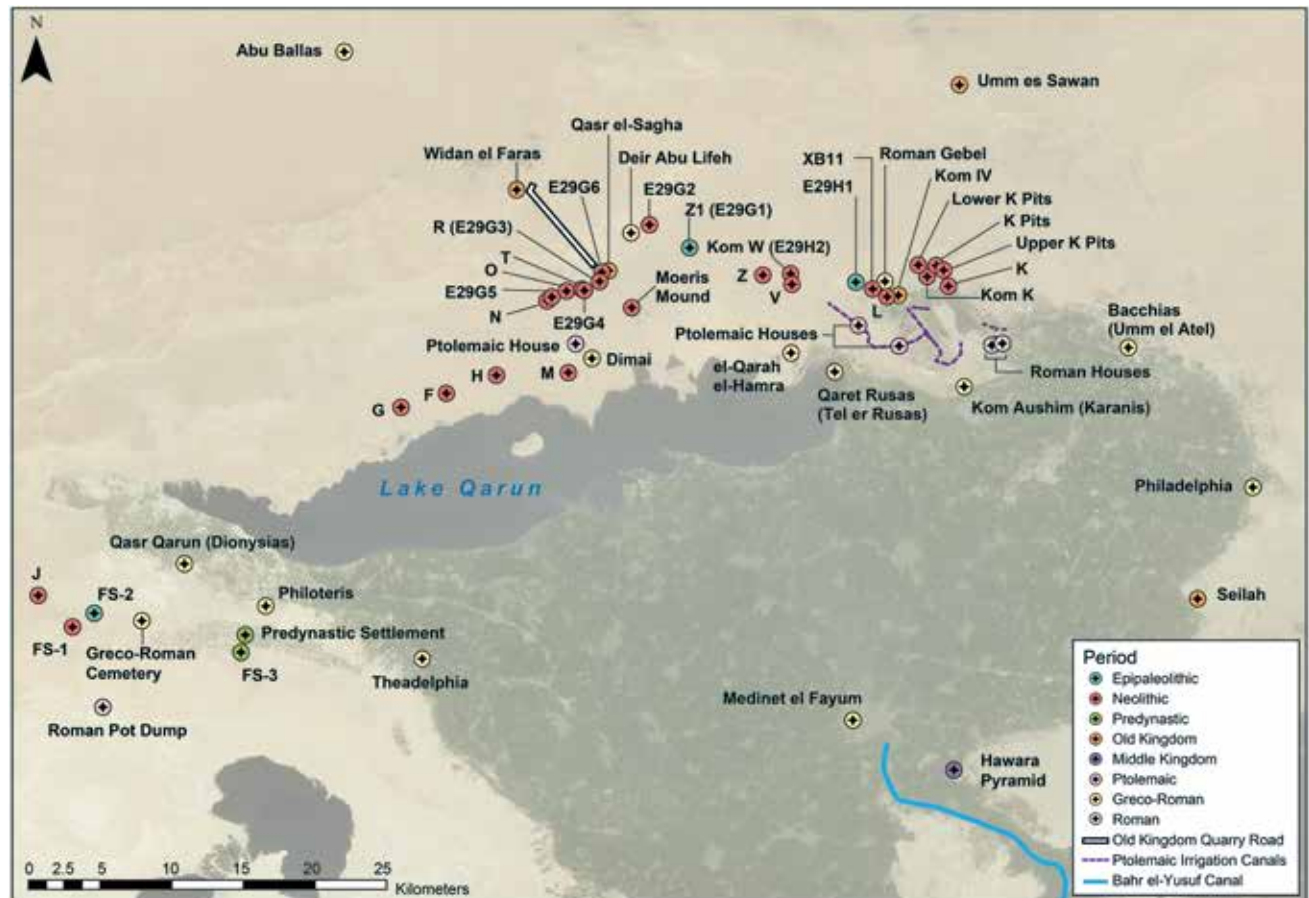 N
Abu Ballas
Umm es Sawan
Qasr el-Sagha
Widan el Faras
Deir Abu Lifeh
Roman Gebel
XB11
Kom IV
E29G6
E29G2
E29H1
Lower K Pits
Z1 (E29G1)
K Pits
R (E29G3)
Kom W (E29H2)
Upper K Pits
T
O
Z
K
E29G5
Moeris
Mound
V
L
Kom K
N
E29G4
Bacchias
(Umm el Atel)
Ptolemaic House
Ptolemaic Houses
Dimai
el-Qarah
el-Hamra
Roman Houses
H
M
Qaret Rusas
(Tel er Rusas)
Kom Aushim (Karanis)
F
G
Lake Qarun
Philadelphia
Qasr Qarun (Dionysias)
J
FS-2
Philoteris
Seilah
Predynastic Settlement
FS-1
Greco-Roman
Cemetery
FS-3
Theadelphia
Medinet el Fayum
Roman Pot Dump
Hawara
Pyramid
Period
Epipaleolithic
Neolithic
Predynastic
Old Kingdom
Middle Kingdom
Ptolemaic
Greco-Roman
Roman
Old Kingdom Quarry Road
Ptolemaic Irrigation Canals
Bahr el-Yusuf Canal
0 2.5 5 10 15 20 25
Kilometers